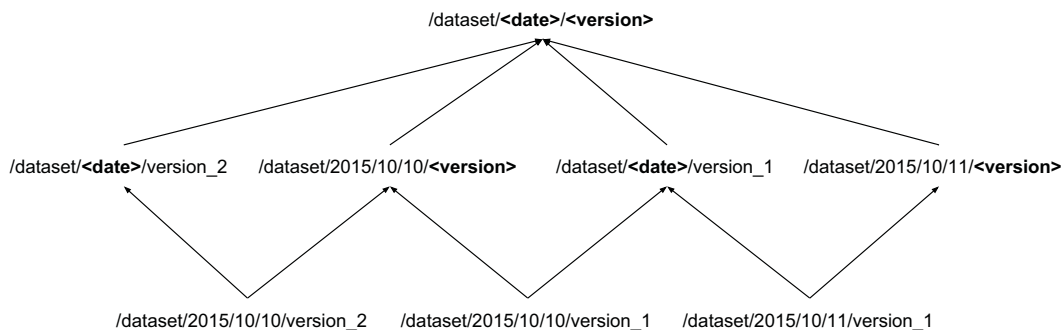 /dataset/<date>/<version>
/dataset/<date>/version_2
/dataset/2015/10/10/<version>
/dataset/<date>/version_1
/dataset/2015/10/11/<version>
/dataset/2015/10/10/version_2
/dataset/2015/10/10/version_1
/dataset/2015/10/11/version_1